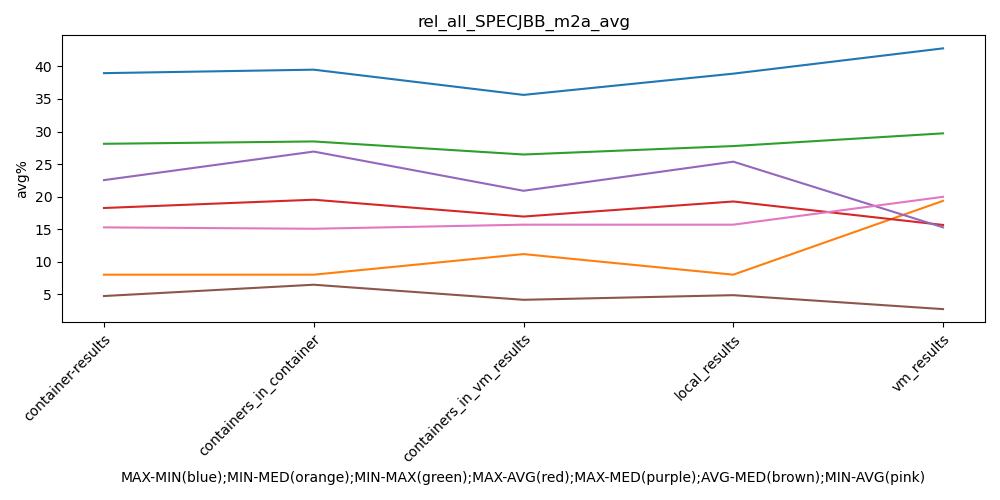 rel_all_SPECJBB_m2a_avg
avg%
40
35
30
25
20
15
10
5
container-results
containers_in_container
containers_in_vm_results
local_results
vm_results
MAX-MIN(blue);MIN-MED(orange);MIN-MAX(green);MAX-AVG(red);MAX-MED(purple);AVG-MED(brown);MIN-AVG(pink)